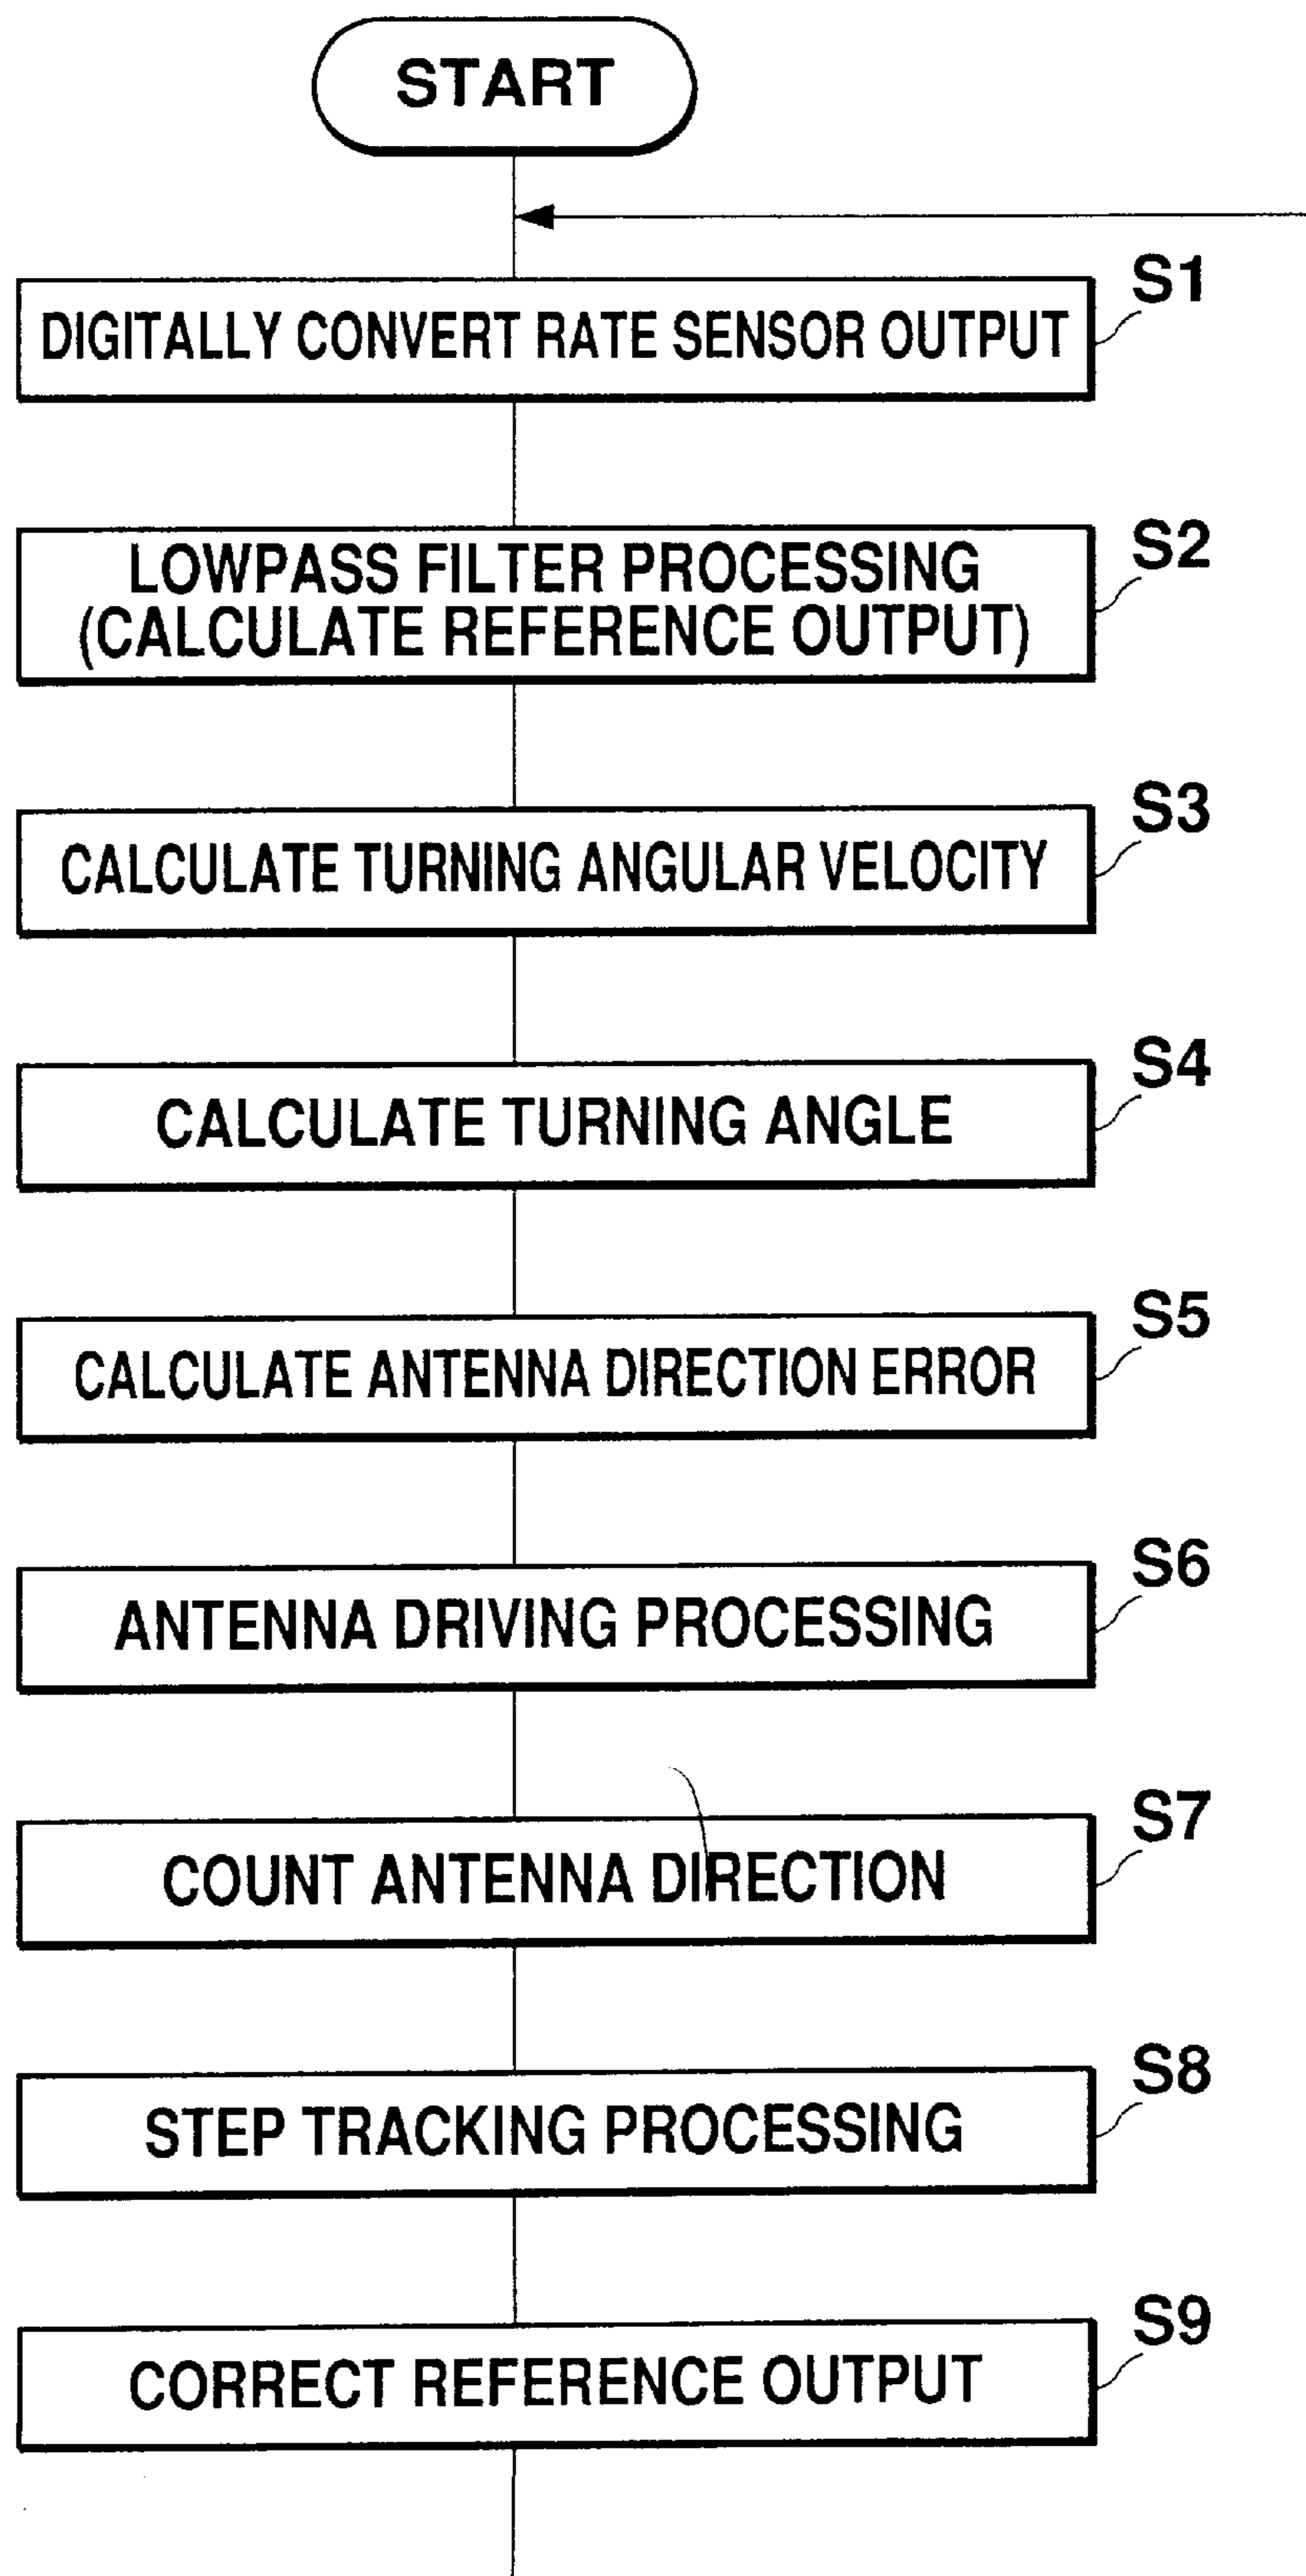 START
S1
DIGITALLY CONVERT RATE SENSOR OUTPUT
S2
LOWPASS FILTER PROCESSING
(CALCULATE REFERENCE OUTPUT)
S3
CALCULATE TURNING ANGULAR VELOCITY
S4
CALCULATE TURNING ANGLE
S5
CALCULATE ANTENNA DIRECTION ERROR
S6
ANTENNA DRIVING PROCESSING
S7
COUNT ANTENNA DIRECTION
S8
STEP TRACKING PROCESSING
S9
CORRECT REFERENCE OUTPUT